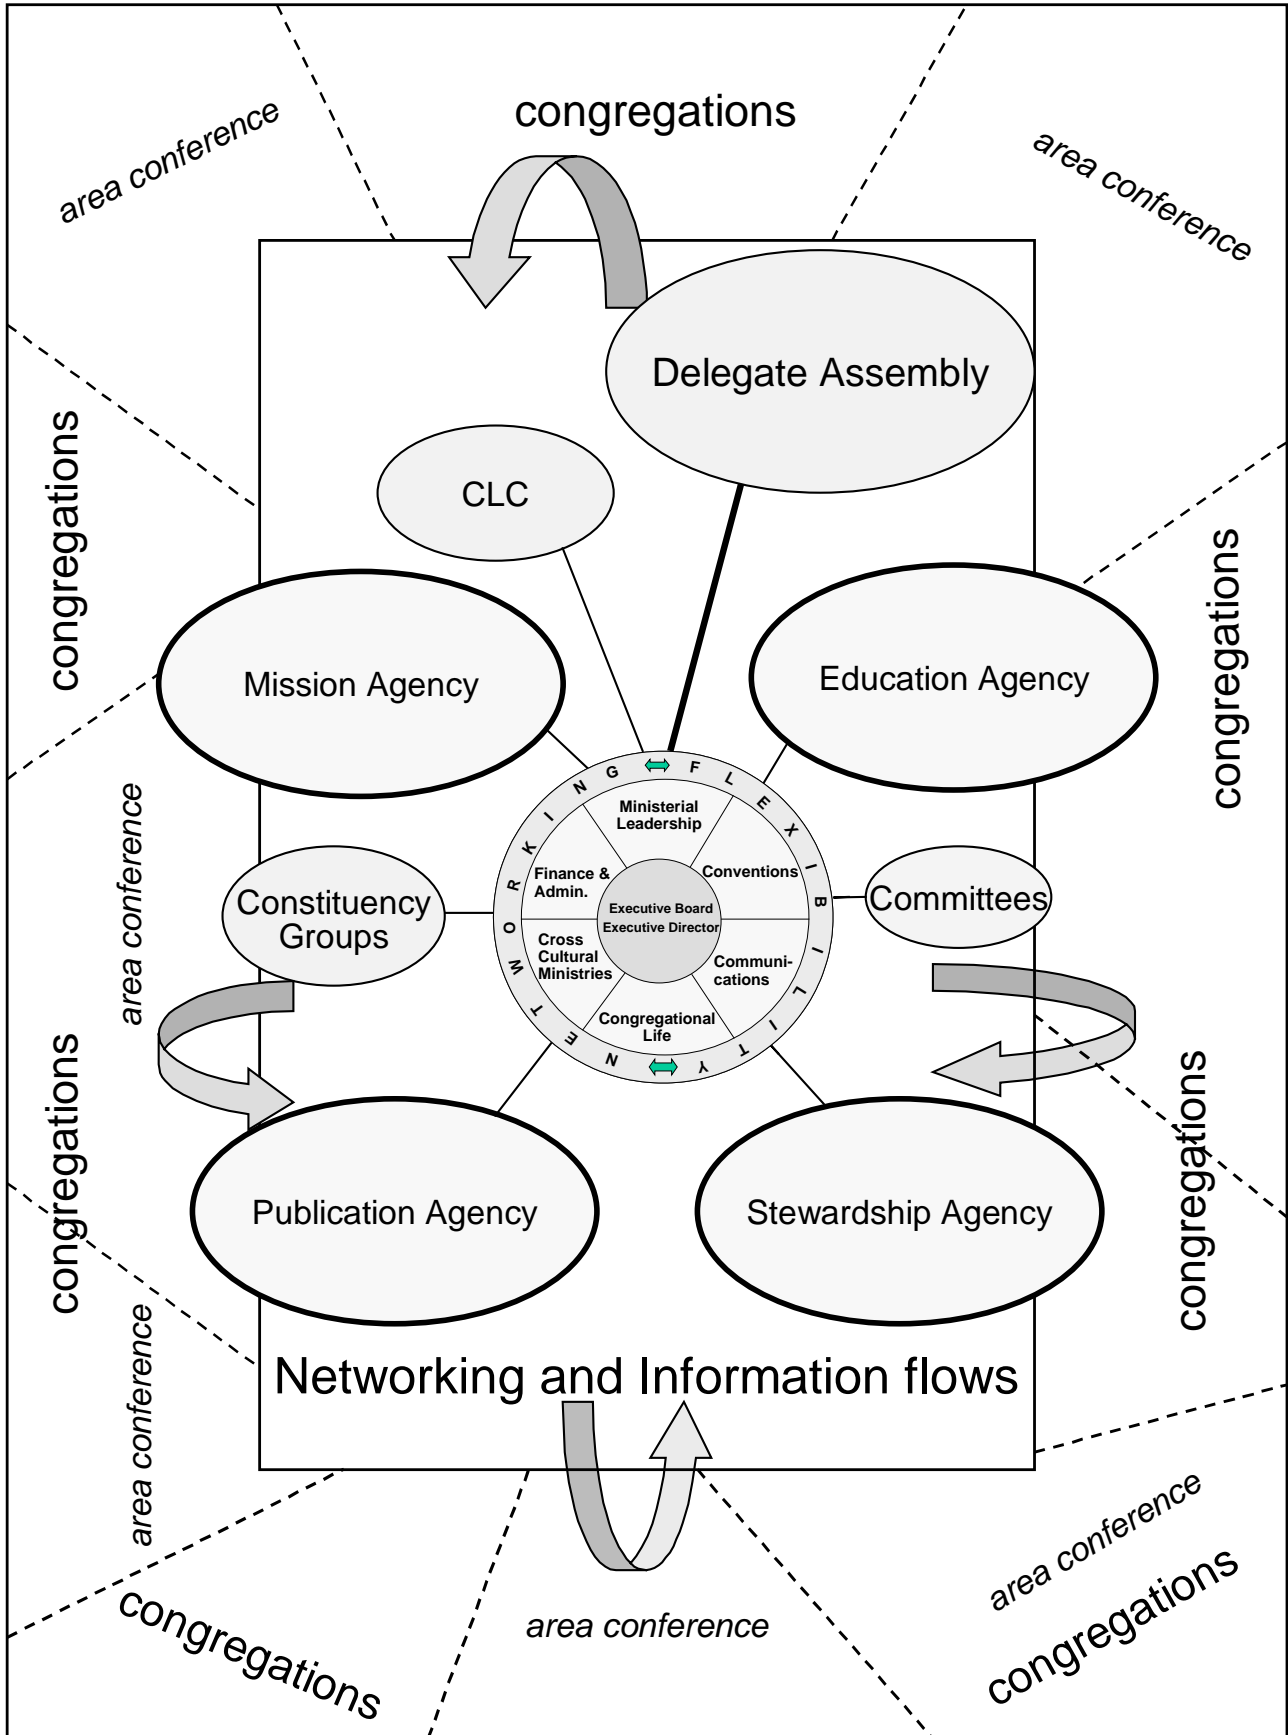 congregations
area conference
area conference
Delegate Assembly
CLC
congregations
congregations
Mission Agency
Education Agency
NETWORKING
FLEXIBILITY
Ministerial
Leadership
Finance &
Admin.
Conventions
Executive Board
Executive Director
Cross
Cultural
Ministries
Communi-
cations
Congregational
Life
area conference
Constituency
Groups
Committees
congregations
congregations
Publication Agency
Stewardship Agency
area conference
Networking and Information flows
area conference
congregations
area conference
congregations